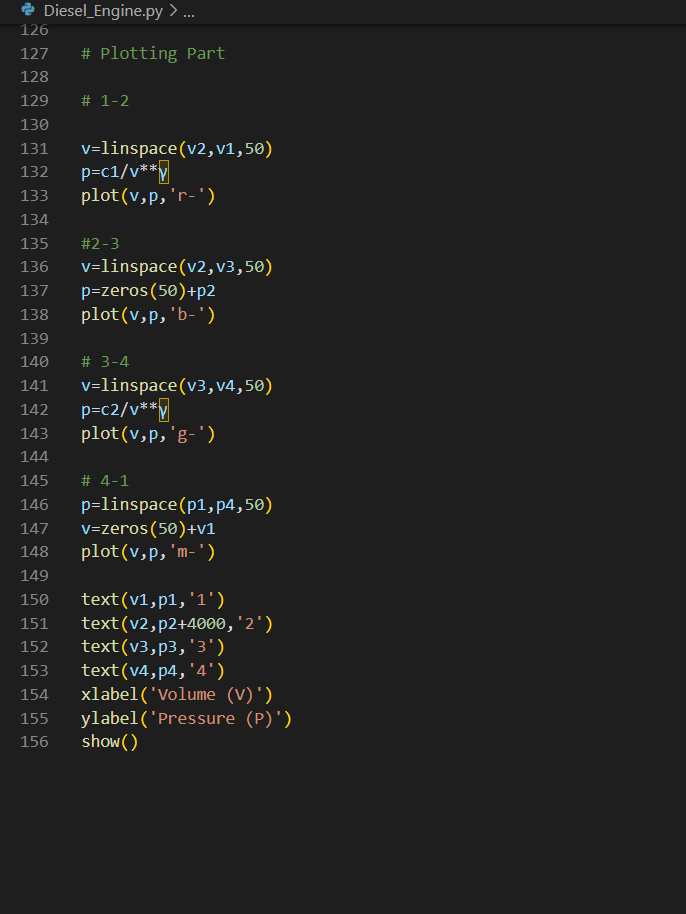 Diesel_Engine.py > ...
126
127 # Plotting Part
128
129 # 1-2
130
131 v=linspace(v2,v1,50)
132 p=c1/v**γ
133 plot(v,p,'r-')
134
135 #2-3
136 v=linspace(v2,v3,50)
137 p=zeros(50)+p2
138 plot(v,p,'b-')
139
140 # 3-4
141 v=linspace(v3,v4,50)
142 p=c2/v**γ
143 plot(v,p,'g-')
144
145 # 4-1
146 p=linspace(p1,p4,50)
147 v=zeros(50)+v1
148 plot(v,p,'m-')
149
150 text(v1,p1,'1')
151 text(v2,p2+4000,'2')
152 text(v3,p3,'3')
153 text(v4,p4,'4')
154 xlabel('Volume (V)')
155 ylabel('Pressure (P)')
156 show()